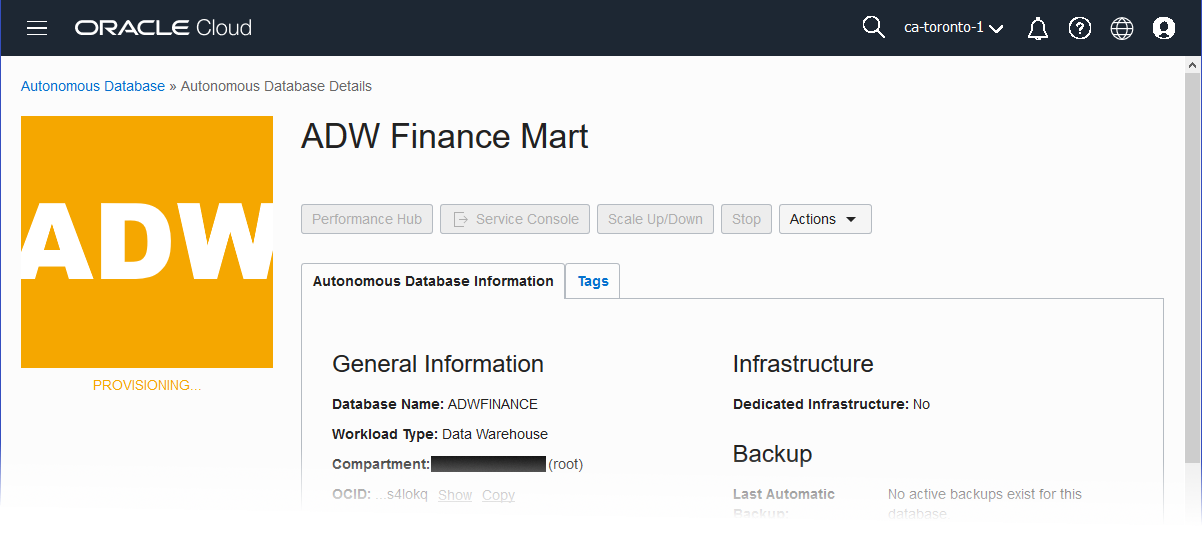 ORACLE Cloud
ca-toronto-1
Autonomous Database » Autonomous Database Details
ADW
PROVISIONING...
ADW Finance Mart
Performance Hub Service Console Scale Up/Down Stop Actions
Autonomous Database Information Tags
General Information
Database Name: ADWFINANCE
Workload Type: Data Warehouse
Compartment: (root)
OCID: ...s4lokq Show Copy
Infrastructure
Dedicated Infrastructure: No
Backup
Last Automatic Backup:
No active backups exist for this
database